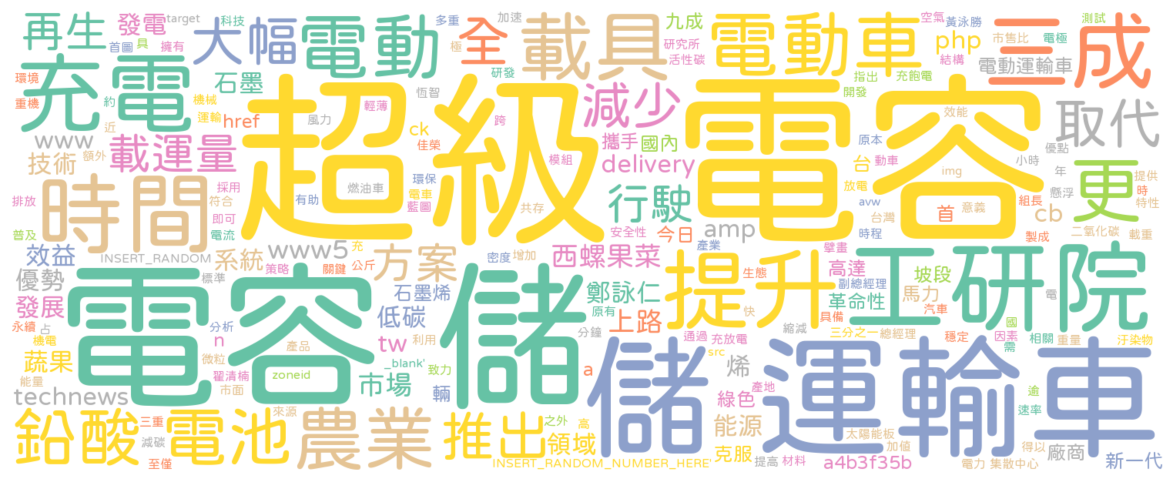 再生
發電
target
科技
大幅
首圖
具
擁有
電動
多重
極
加速
全
載具
九成
研究所
活性碳
電動車
空氣
黃泳勝
php
市售比
結構
測試
電極
三成
電動運輸車
環境
重機
充電
石墨
研發
恆智
指出
充飽電
機械
約
運輸
href
輕薄
風力
超級
電容
減少
跨
開發
效能
取代
近
www
技術
額外
載運量
ck
佳榮
模組
攜手
國內
delivery
原本
台
動車
優點
小時
img
年
懸浮
更
提供
時
特性
排放
採用
符合
即可
時間
燃油車
環保
有助
電車
藍圖
共存
行駛
放電
avw
台灣
首
意義
組長
cb
載重
普及
電流
安全性
今日
amp
產業
時程
製成
二氧化碳
效益
INSERT_RANDOM
系統
www5
充
方案
密度
增加
西螺果菜
壁畫
優勢
標準
策略
關鍵
公斤
生態
高達
副總經理
坡段
工研院
發展
電容
石墨烯
儲
原有
鄭詠仁
提升
革命性
馬力
汽車
電
永續
占
機電
分析
n
低碳
分鐘
上路
具備
國
縮減
通過
充放電
快
三分之一
總經理
穩定
因素
需
相關
重量
汙染物
蔬果
微粒
產品
tw
利用
能量
翟清楠
市面
zoneid
市場
_blank'
致力
輛
a
儲
src
烯
產地
綠色
運輸車
逾
速率
technews
來源
三重
鉛酸
電池
減碳
至僅
農業
推出
之外
高
領域
INSERT_RANDOM_NUMBER_HERE'
克服
能源
提高
材料
太陽能板
加值
a4b3f35b
電力
集散中心
得以
廠商
凡
新一代